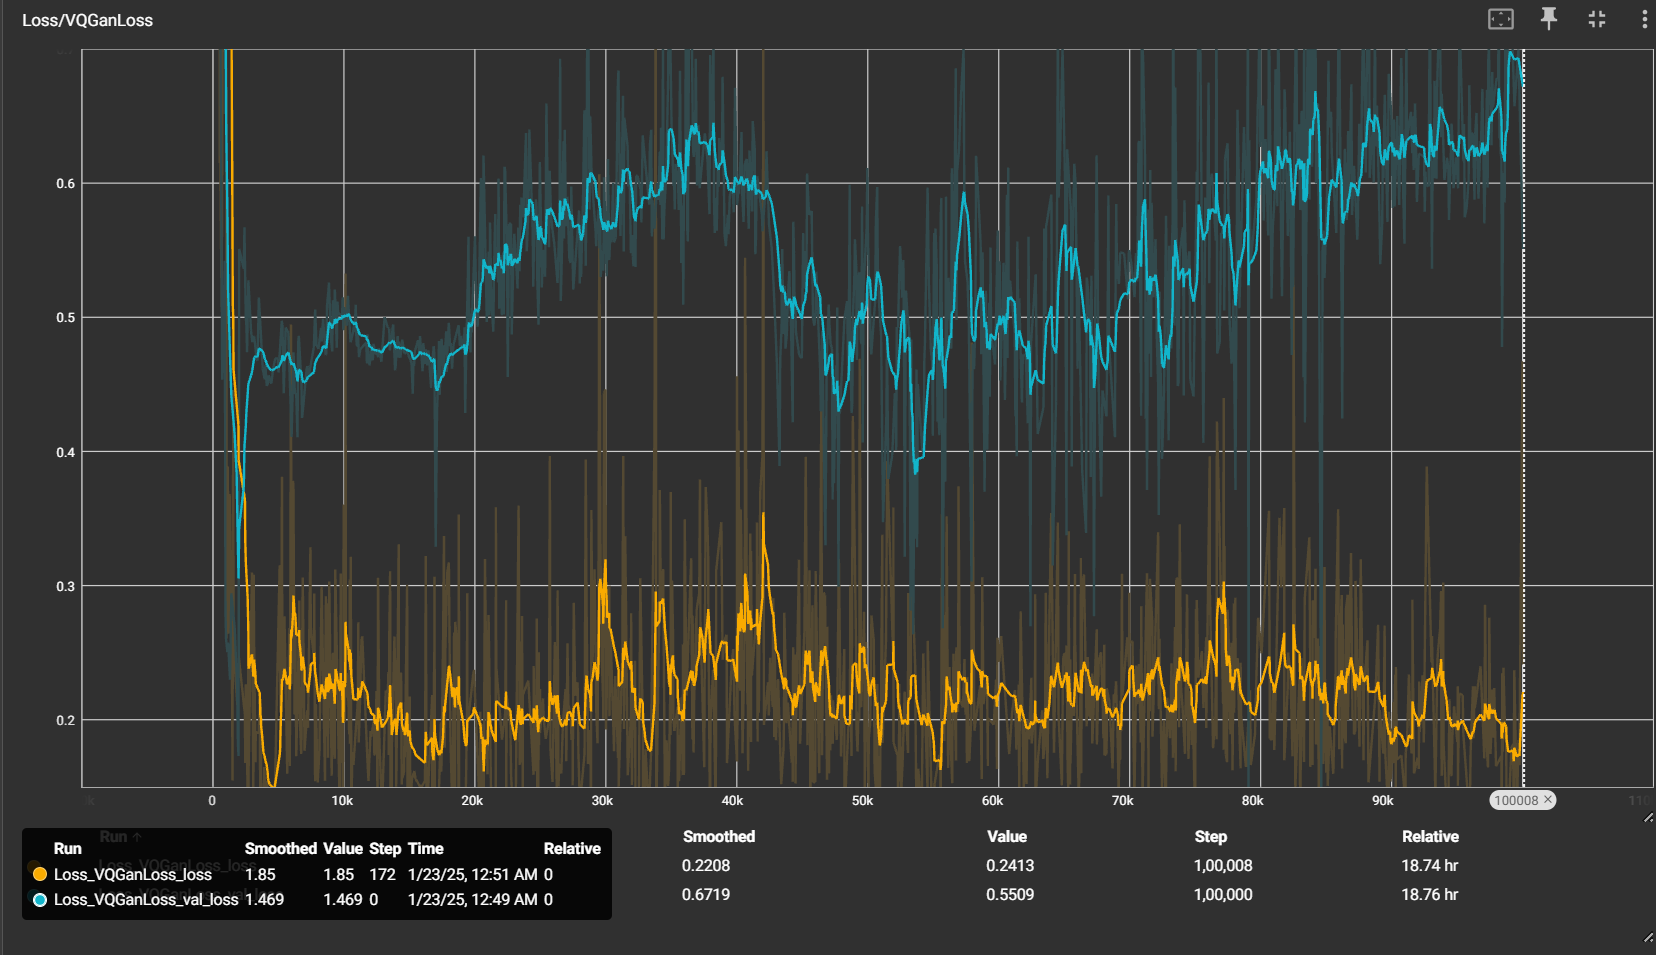 Loss/VQGanLoss
0.6
0.5
0.4
0.3
0.2
0 10k 20k 30k 40k 50k 60k 70k 80k 90k 100008 ×
Run ↑ Smoothed Value Step Relative
Loss_VQGanLoss_loss 0.2208 0.2413 1,00,008 18.74 hr
0.6719 0.5509 1,00,000 18.76 hr
Run Smoothed Value Step Time Relative
Loss_VQGanLoss_loss 1.85 1.85 172 1/23/25, 12:51 AM 0
Loss_VQGanLoss_val_loss 1.469 1.469 0 1/23/25, 12:49 AM 0